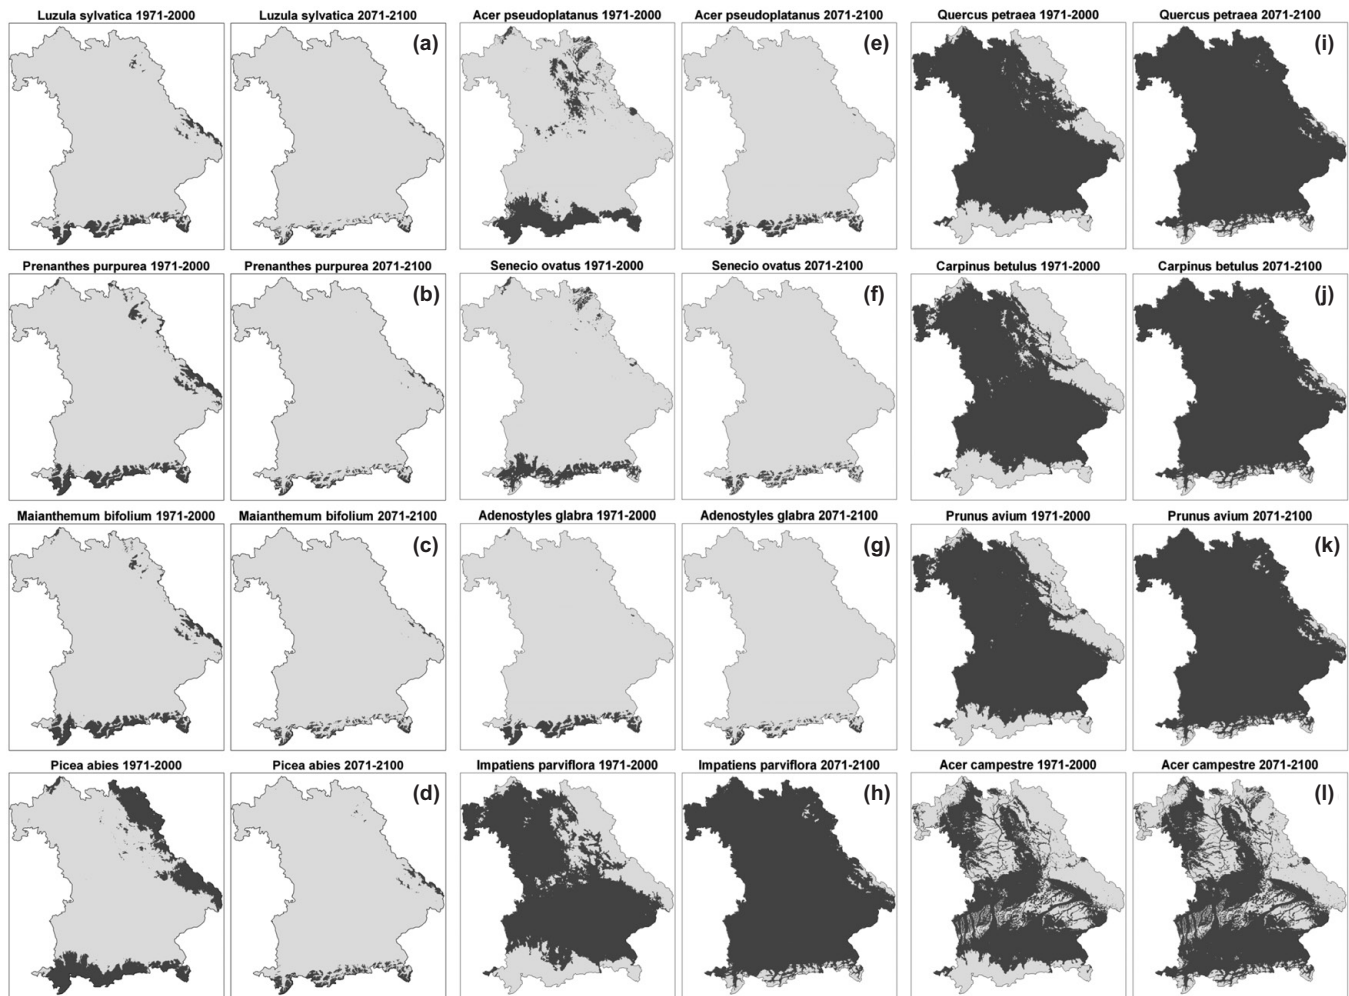 Luzula sylvatica 1971-2000
Luzula sylvatica 2071-2100
(a)
Acer pseudoplatanus 1971-2000
Acer pseudoplatanus 2071-2100
(e)
Quercus petraea 1971-2000
Quercus petraea 2071-2100
(i)
Prenanthes purpurea 1971-2000
Prenanthes purpurea 2071-2100
(b)
Senecio ovatus 1971-2000
Senecio ovatus 2071-2100
(f)
Carpinus betulus 1971-2000
Carpinus betulus 2071-2100
(j)
Maianthemum bifolium 1971-2000
Maianthemum bifolium 2071-2100
(c)
Adenostyles glabra 1971-2000
Adenostyles glabra 2071-2100
(g)
Prunus avium 1971-2000
Prunus avium 2071-2100
(k)
Picea abies 1971-2000
Picea abies 2071-2100
(d)
Impatiens parviflora 1971-2000
Impatiens parviflora 2071-2100
(h)
Acer campestre 1971-2000
Acer campestre 2071-2100
(l)